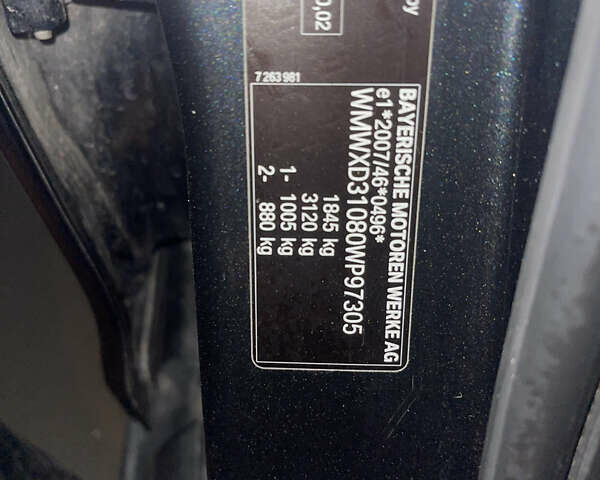 0,02
7 263 981
BAYERISCHE MOTOREN WERKE AG
e1*2007/46*0496*
WMWXD31080WP97305
1845 kg
3120 kg
1- 1005 kg
2- 880 kg